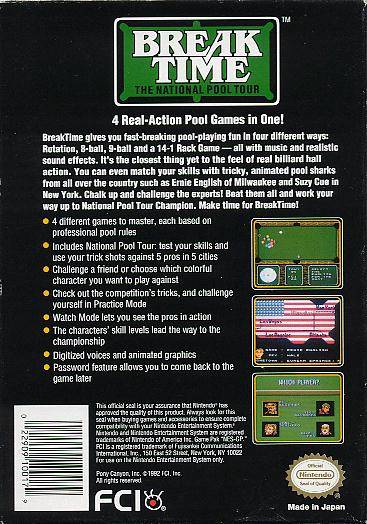 BREAK
TIME
THE NATIONAL POOL TOUR
TM
4 Real-Action Pool Games in One!
BreakTime gives you fast-breaking pool-playing fun in four different ways:
Rotation, 8-ball, 9-ball and a 14-1 Rack Game — all with music and realistic
sound effects. It's the closest thing yet to the feel of real billiard hall
action. You can even match your skills with tricky, animated pool sharks
from all over the country such as Ernie English of Milwaukee and Suzy Cue in
New York. Chalk up and challenge the experts! Beat them all and work your
way up to National Pool Tour Champion. Make time for BreakTime!
• 4 different games to master, each based on
professional pool rules
• Includes National Pool Tour: test your skills and
use your trick shots against 5 pros in 5 cities
• Challenge a friend or choose which colorful
character you want to play against
• Check out the competition's tricks, and challenge
yourself in Practice Mode
• Watch Mode lets you see the pros in action
• The characters' skill levels lead the way to the
championship
• Digitized voices and animated graphics
• Password feature allows you to come back to the
game later
WHICH PLAYER?
This official seal is your assurance that Nintendo® has
approved the quality of this product. Always look for this
seal when buying games and accessories to ensure complete
compatibility with your Nintendo Entertainment System.®
Nintendo and Nintendo Entertainment System are registered
trademarks of Nintendo of America Inc. Game Pak "NES-GP."
FCI is a registered trademark of Fujisankei Communications
International, Inc., 150 East 52 Street, New York, NY 10022
For use on the Nintendo Entertainment System only.
Pony Canyon, Inc. ©1992 FCI, Inc.
All rights reserved.
FCI®
Official
Nintendo
Seal of Quality
Made in Japan